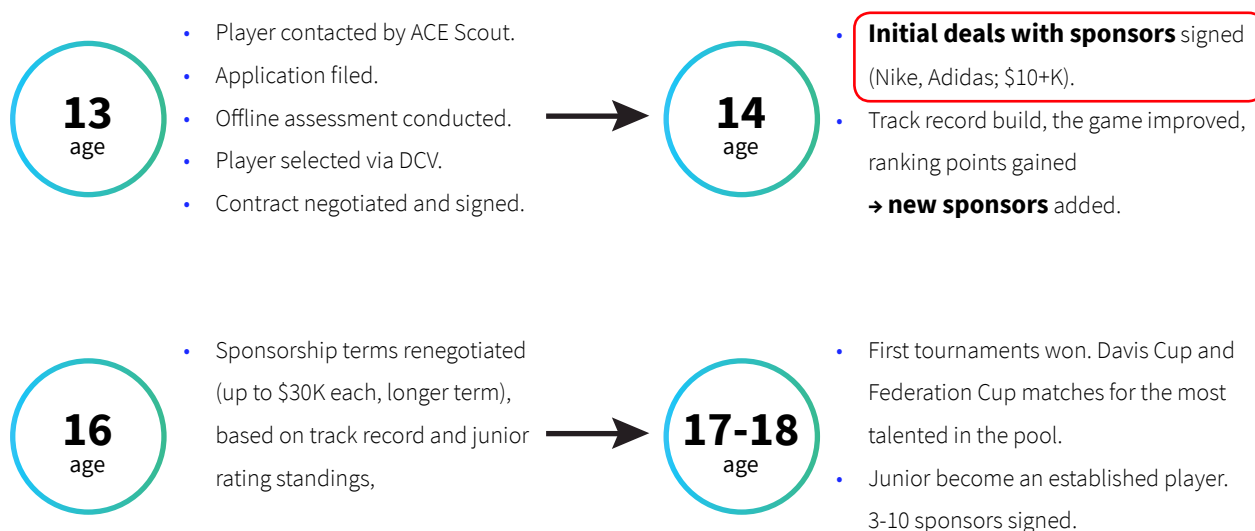 13
age
• Player contacted by ACE Scout.
• Application filed.
• Offline assessment conducted.
• Player selected via DCV.
• Contract negotiated and signed.
14
age
• Initial deals with sponsors signed
(Nike, Adidas; $10+K).
• Track record build, the game improved,
ranking points gained
→ new sponsors added.
16
age
• Sponsorship terms renegotiated
(up to $30K each, longer term),
based on track record and junior
rating standings,
17-18
age
• First tournaments won. Davis Cup and
Federation Cup matches for the most
talented in the pool.
• Junior become an established player.
3-10 sponsors signed.